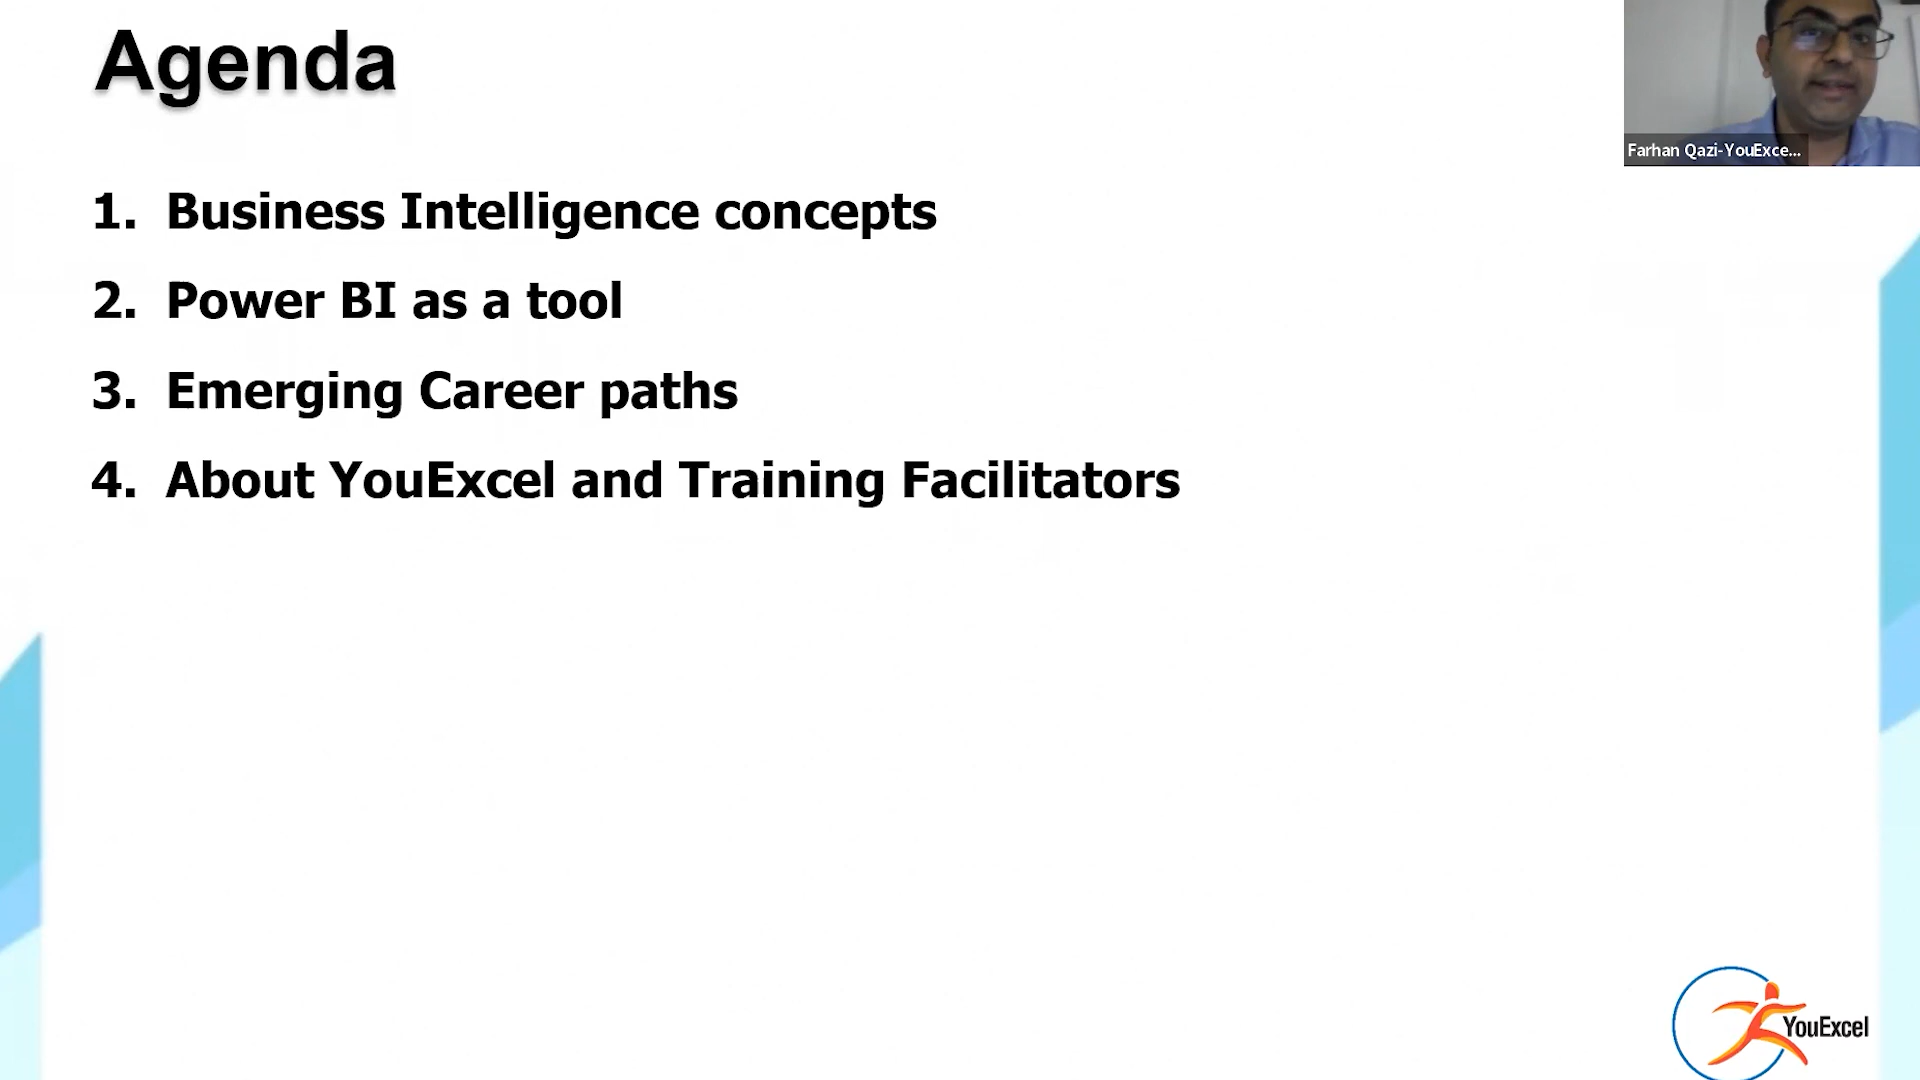 Agenda
Farhan Qazi-YouExce...
1. Business Intelligence concepts
2. Power BI as a tool
3. Emerging Career paths
4. About YouExcel and Training Facilitators
YouExcel